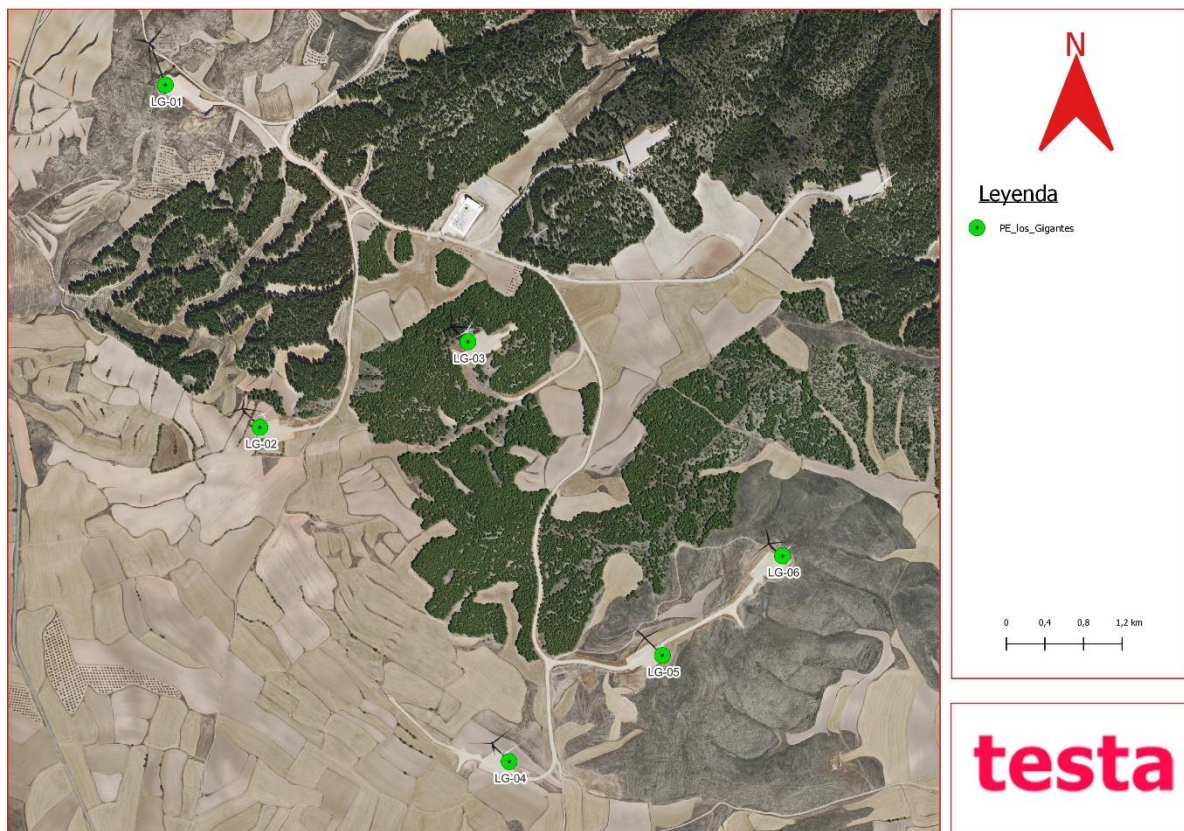 LG-01
LG-03
LG-02
LG-06
LG-05
LG-04
N
Leyenda
PE_los_Gigantes
0 0,4 0,8 1,2 km
testa